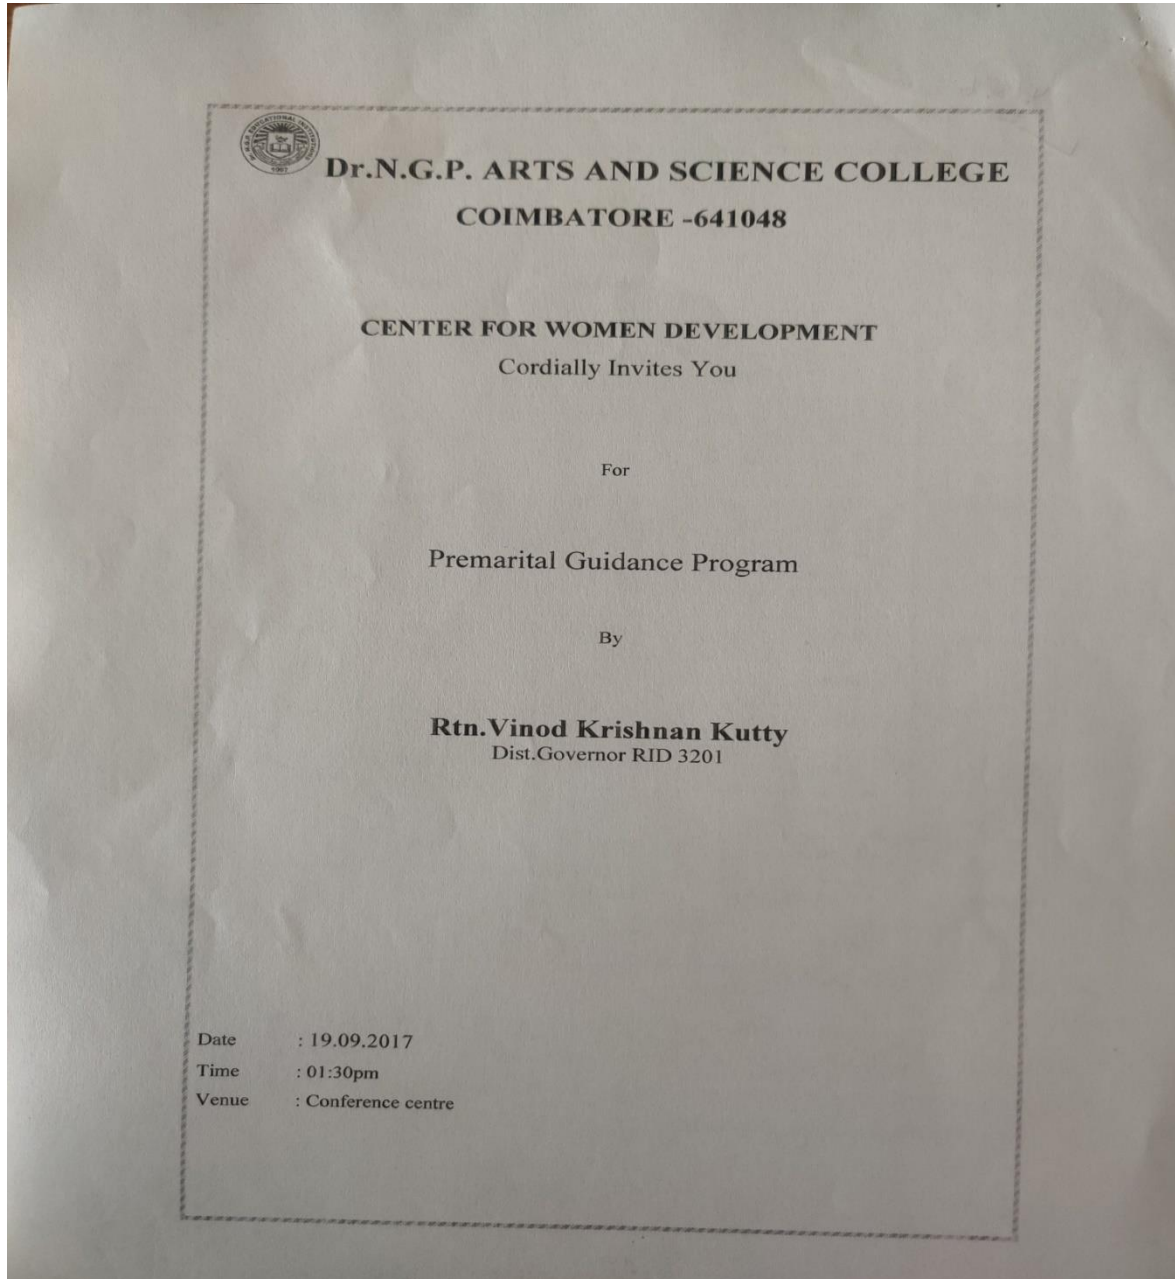 Dr.N.G.P. ARTS AND SCIENCE COLLEGE
COIMBATORE -641048
CENTER FOR WOMEN DEVELOPMENT
Cordially Invites You
For
Premarital Guidance Program
By
Rtn.Vinod Krishnan Kutty
Dist.Governor RID 3201
Date : 19.09.2017
Time : 01:30pm
Venue : Conference centre